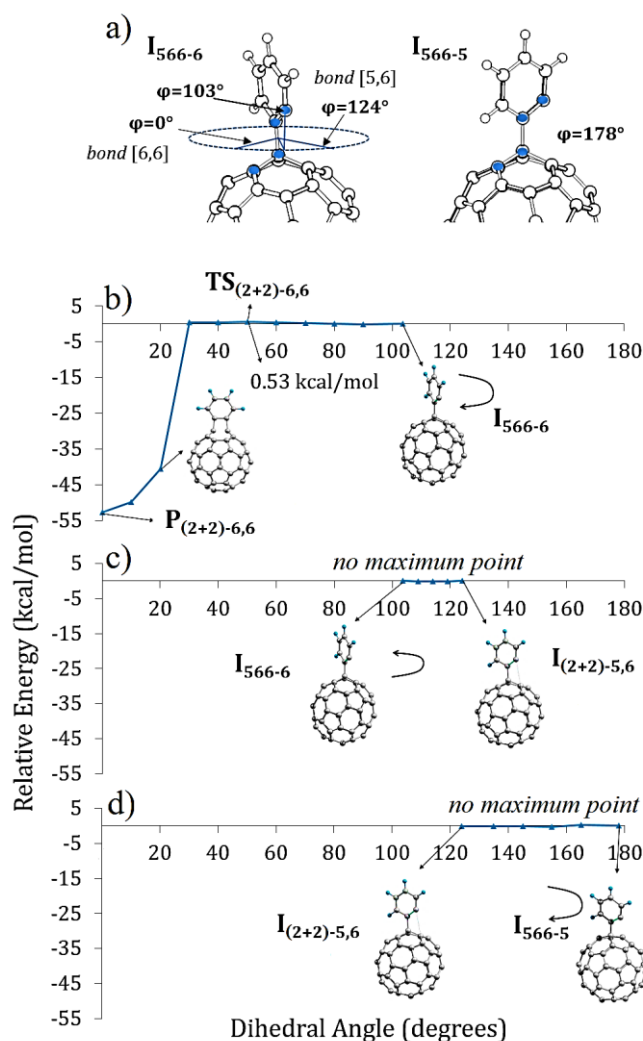 a)
I566-6
φ=103°
bond [5,6]
φ=124°
φ=0°
bond [6,6]
I566-5
φ=178°
b)
TS(2+2)-6,6
5
-5
-15
-25
-35
-45
-55
20 40 60 80 100 120 140 160 180
0.53 kcal/mol
I566-6
P(2+2)-6,6
c)
no maximum point
5
-5
-15
-25
-35
-45
-55
20 40 60 80 100 120 140 160 180
I566-6
I(2+2)-5,6
d)
no maximum point
5
-5
-15
-25
-35
-45
-55
20 40 60 80 100 120 140 160 180
I(2+2)-5,6
I566-5
Relative Energy (kcal/mol)
Dihedral Angle (degrees)